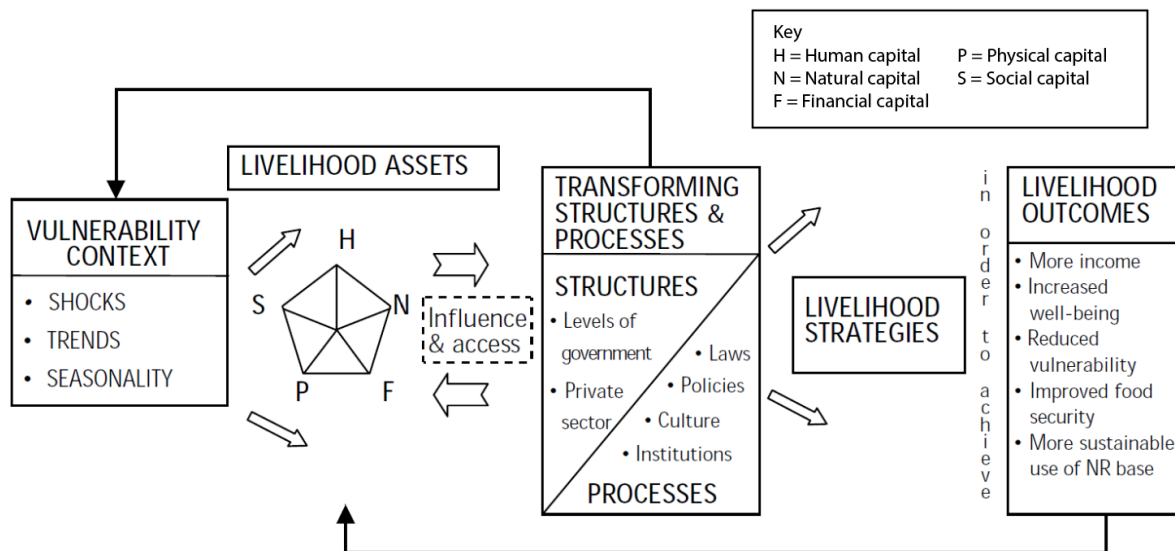 Key
H = Human capital P = Physical capital
N = Natural capital S = Social capital
F = Financial capital
LIVELIHOOD ASSETS
VULNERABILITY
CONTEXT
• SHOCKS
• TRENDS
• SEASONALITY
H
S
N
P
F
Influence
& access
TRANSFORMING
STRUCTURES &
PROCESSES
STRUCTURES
• Levels of
government
• Private
sector
• Laws
• Policies
• Culture
• Institutions
PROCESSES
LIVELIHOOD
STRATEGIES
in order to achieve
LIVELIHOOD
OUTCOMES
• More income
• Increased
well-being
• Reduced
vulnerability
• Improved food
security
• More sustainable
use of NR base